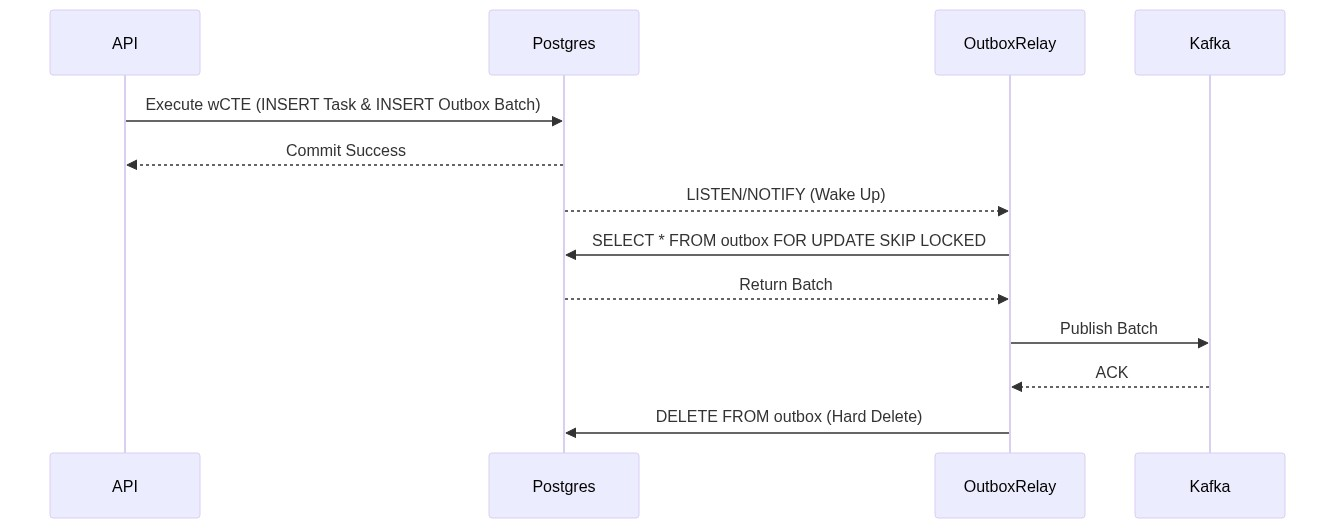 API
Postgres
OutboxRelay
Kafka
Execute wCTE (INSERT Task & INSERT Outbox Batch)
Commit Success
LISTEN/NOTIFY (Wake Up)
SELECT * FROM outbox FOR UPDATE SKIP LOCKED
Return Batch
Publish Batch
ACK
DELETE FROM outbox (Hard Delete)
API
Postgres
OutboxRelay
Kafka